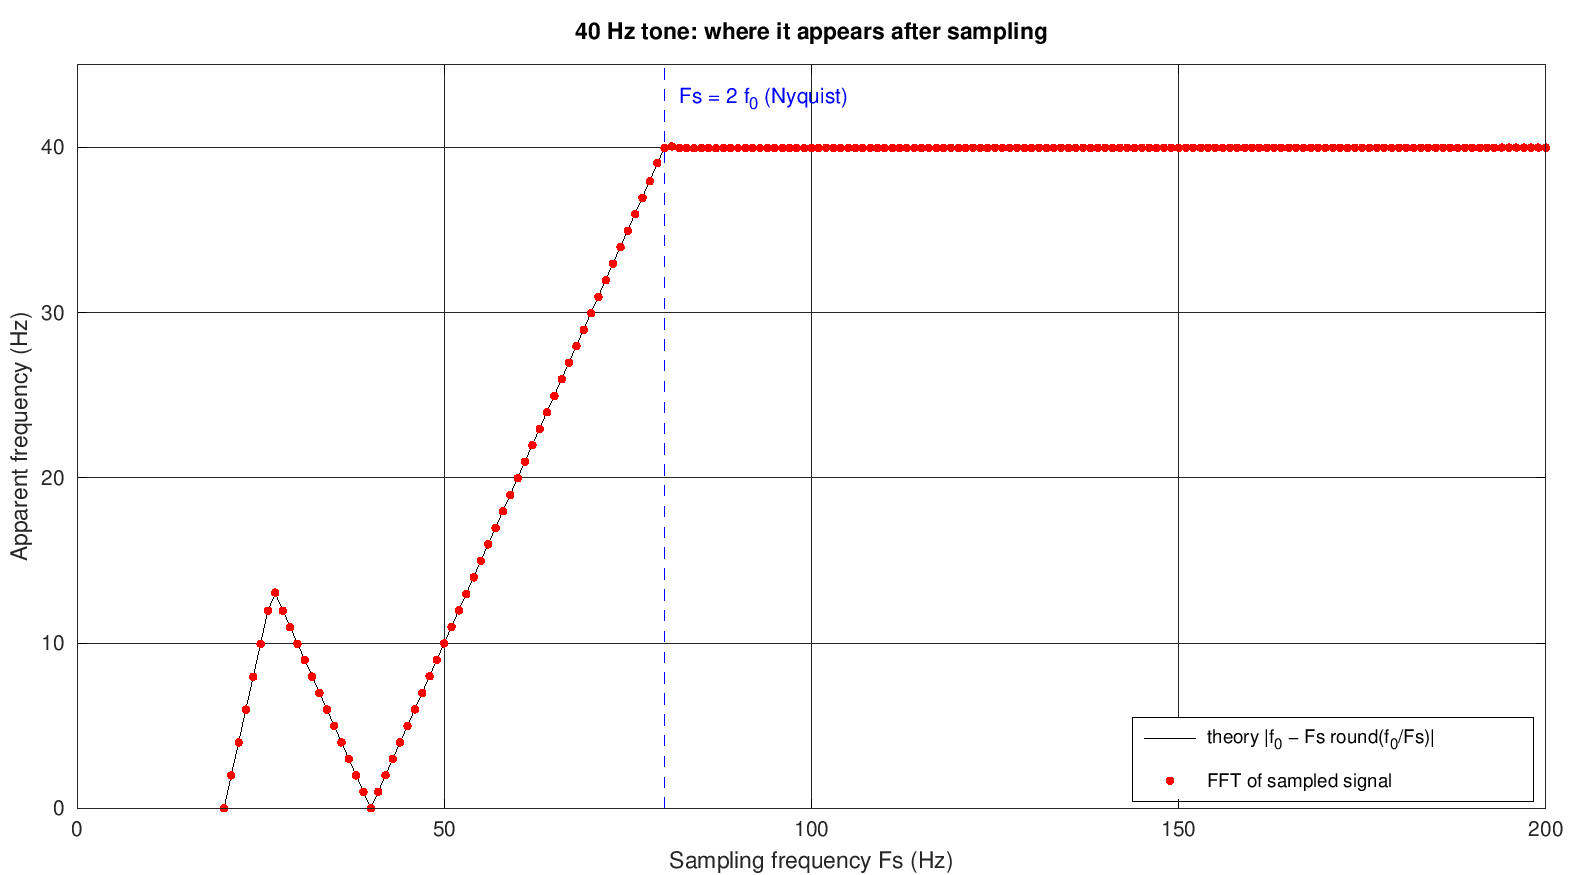 40 Hz tone: where it appears after sampling
Fs = 2 f0 (Nyquist)
40
30
20
10
0
Apparent frequency (Hz)
0 50 100 150 200
Sampling frequency Fs (Hz)
theory |f0 − Fs round(f0/Fs)|
FFT of sampled signal